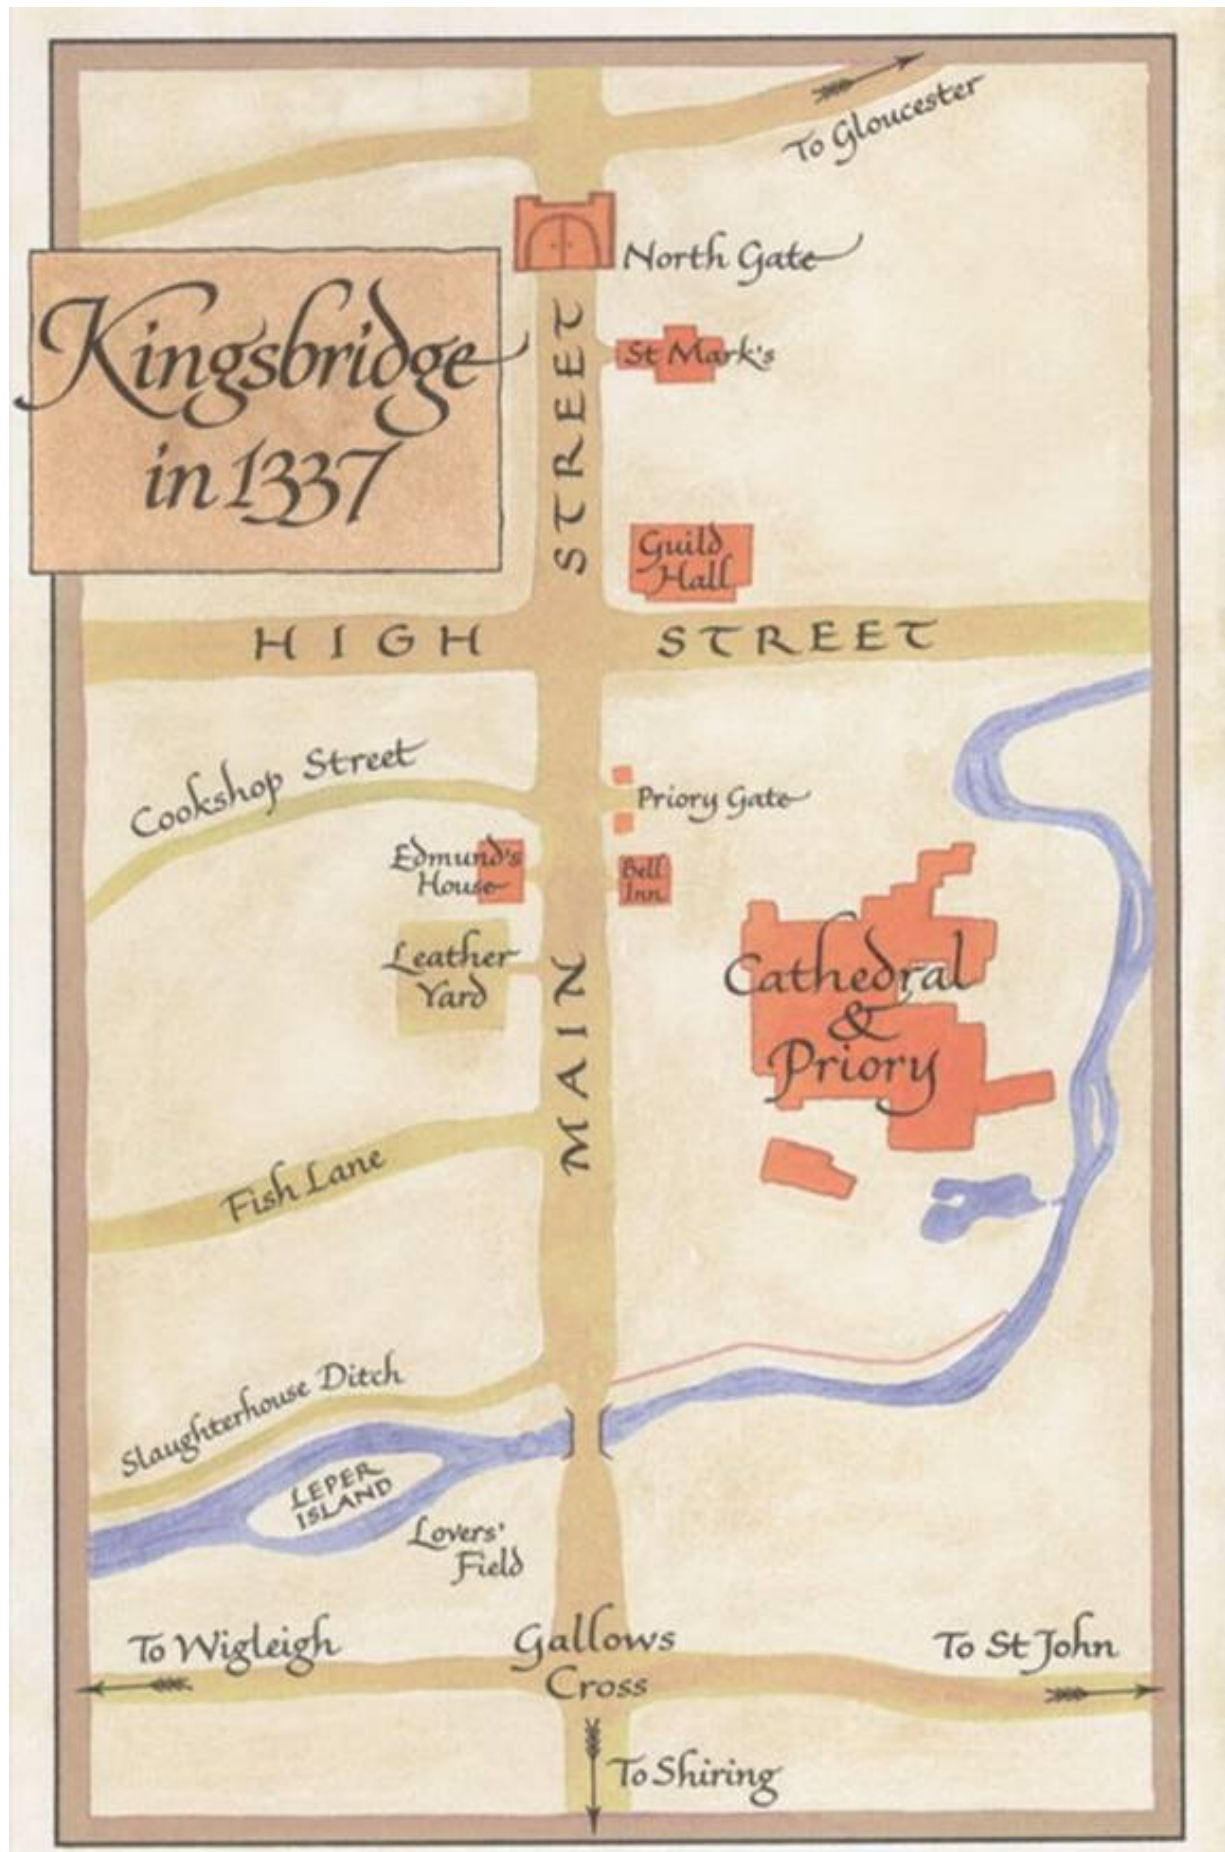 To Gloucester
North Gate
Kingsbridge
in 1337
St Mark's
STREET
Guild
Hall
HIGH STREET
Cookshop Street
Priory Gate
Edmund's
House
Bell
Inn
Leather
Yard
Cathedral
&
Priory
MAIN
Fish Lane
Slaughterhouse Ditch
LEPER
ISLAND
Lovers'
Field
To Wigleigh
Gallows
Cross
To St John
To Shiring